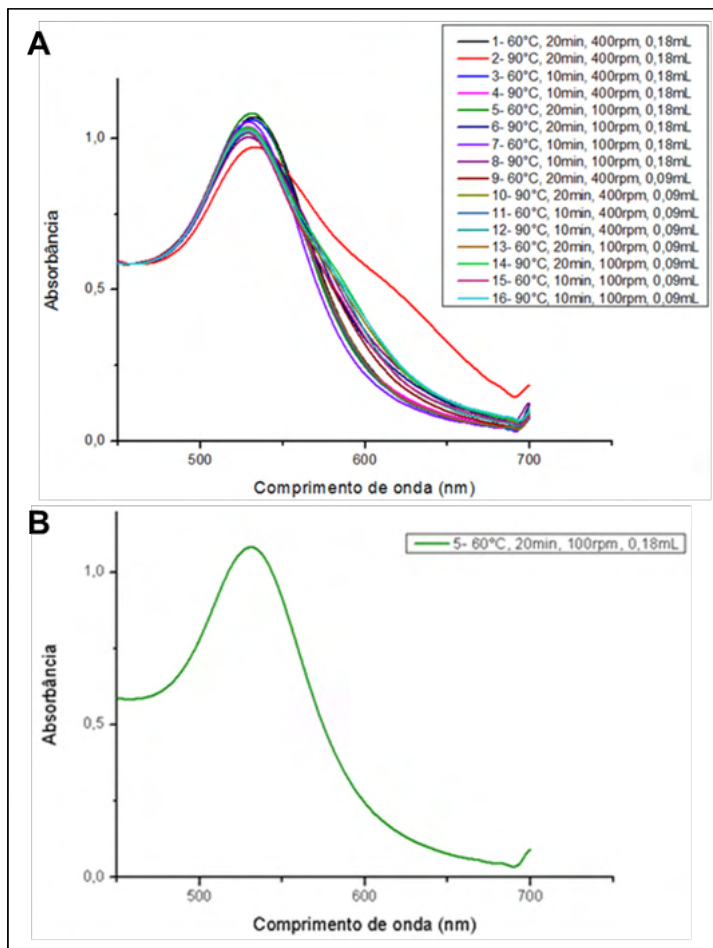 A
1- 60°C, 20min, 400rpm, 0,18mL
2- 90°C, 20min, 400rpm, 0,18mL
3- 60°C, 10min, 400rpm, 0,18mL
4- 90°C, 10min, 400rpm, 0,18mL
5- 60°C, 20min, 100rpm, 0,18mL
6- 90°C, 20min, 100rpm, 0,18mL
7- 60°C, 10min, 100rpm, 0,18mL
8- 90°C, 10min, 100rpm, 0,18mL
9- 60°C, 20min, 400rpm, 0,09mL
10- 90°C, 20min, 400rpm, 0,09mL
11- 60°C, 10min, 400rpm, 0,09mL
12- 90°C, 10min, 400rpm, 0,09mL
13- 60°C, 20min, 100rpm, 0,09mL
14- 90°C, 20min, 100rpm, 0,09mL
15- 60°C, 10min, 100rpm, 0,09mL
16- 90°C, 10min, 100rpm, 0,09mL
1,0
0,5
0,0
Absorbância
500 600 700
Comprimento de onda (nm)
B
5- 60°C, 20min, 100rpm, 0,18mL
1,0
0,5
0,0
Absorbância
500 600 700
Comprimento de onda (nm)